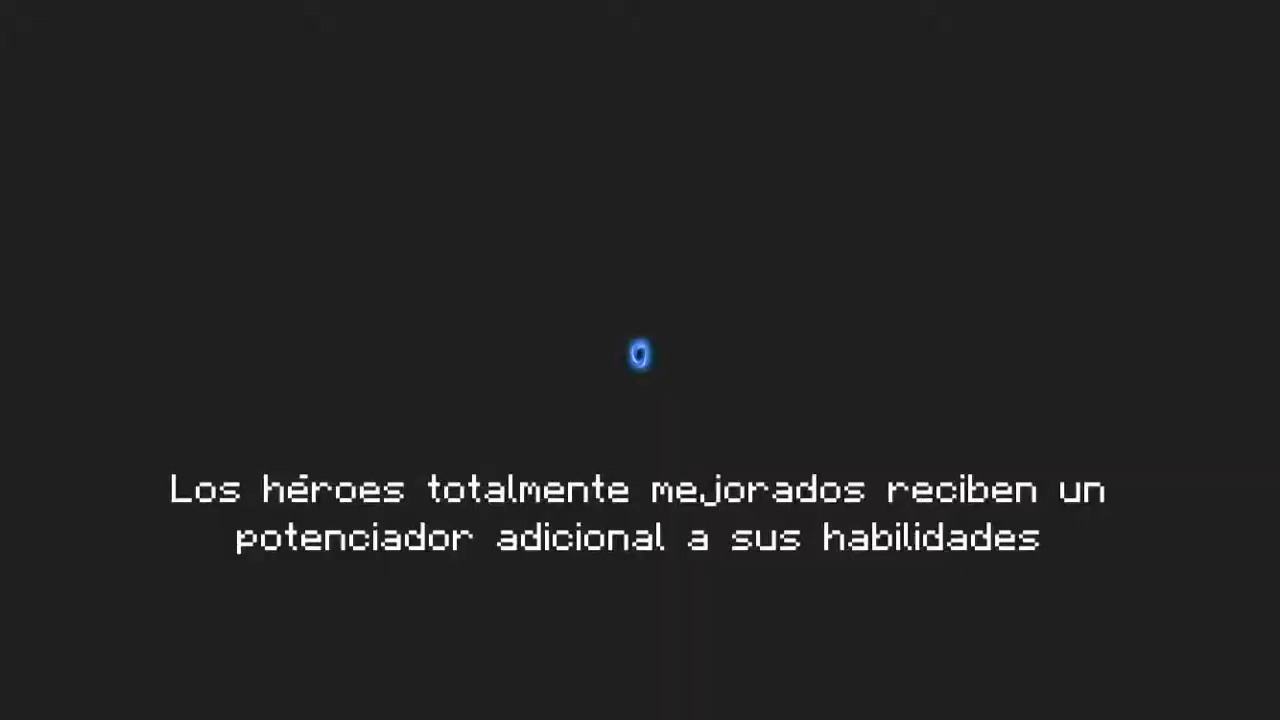 Los héroes totalmente mejorados reciben un
potenciador adicional a sus habilidades